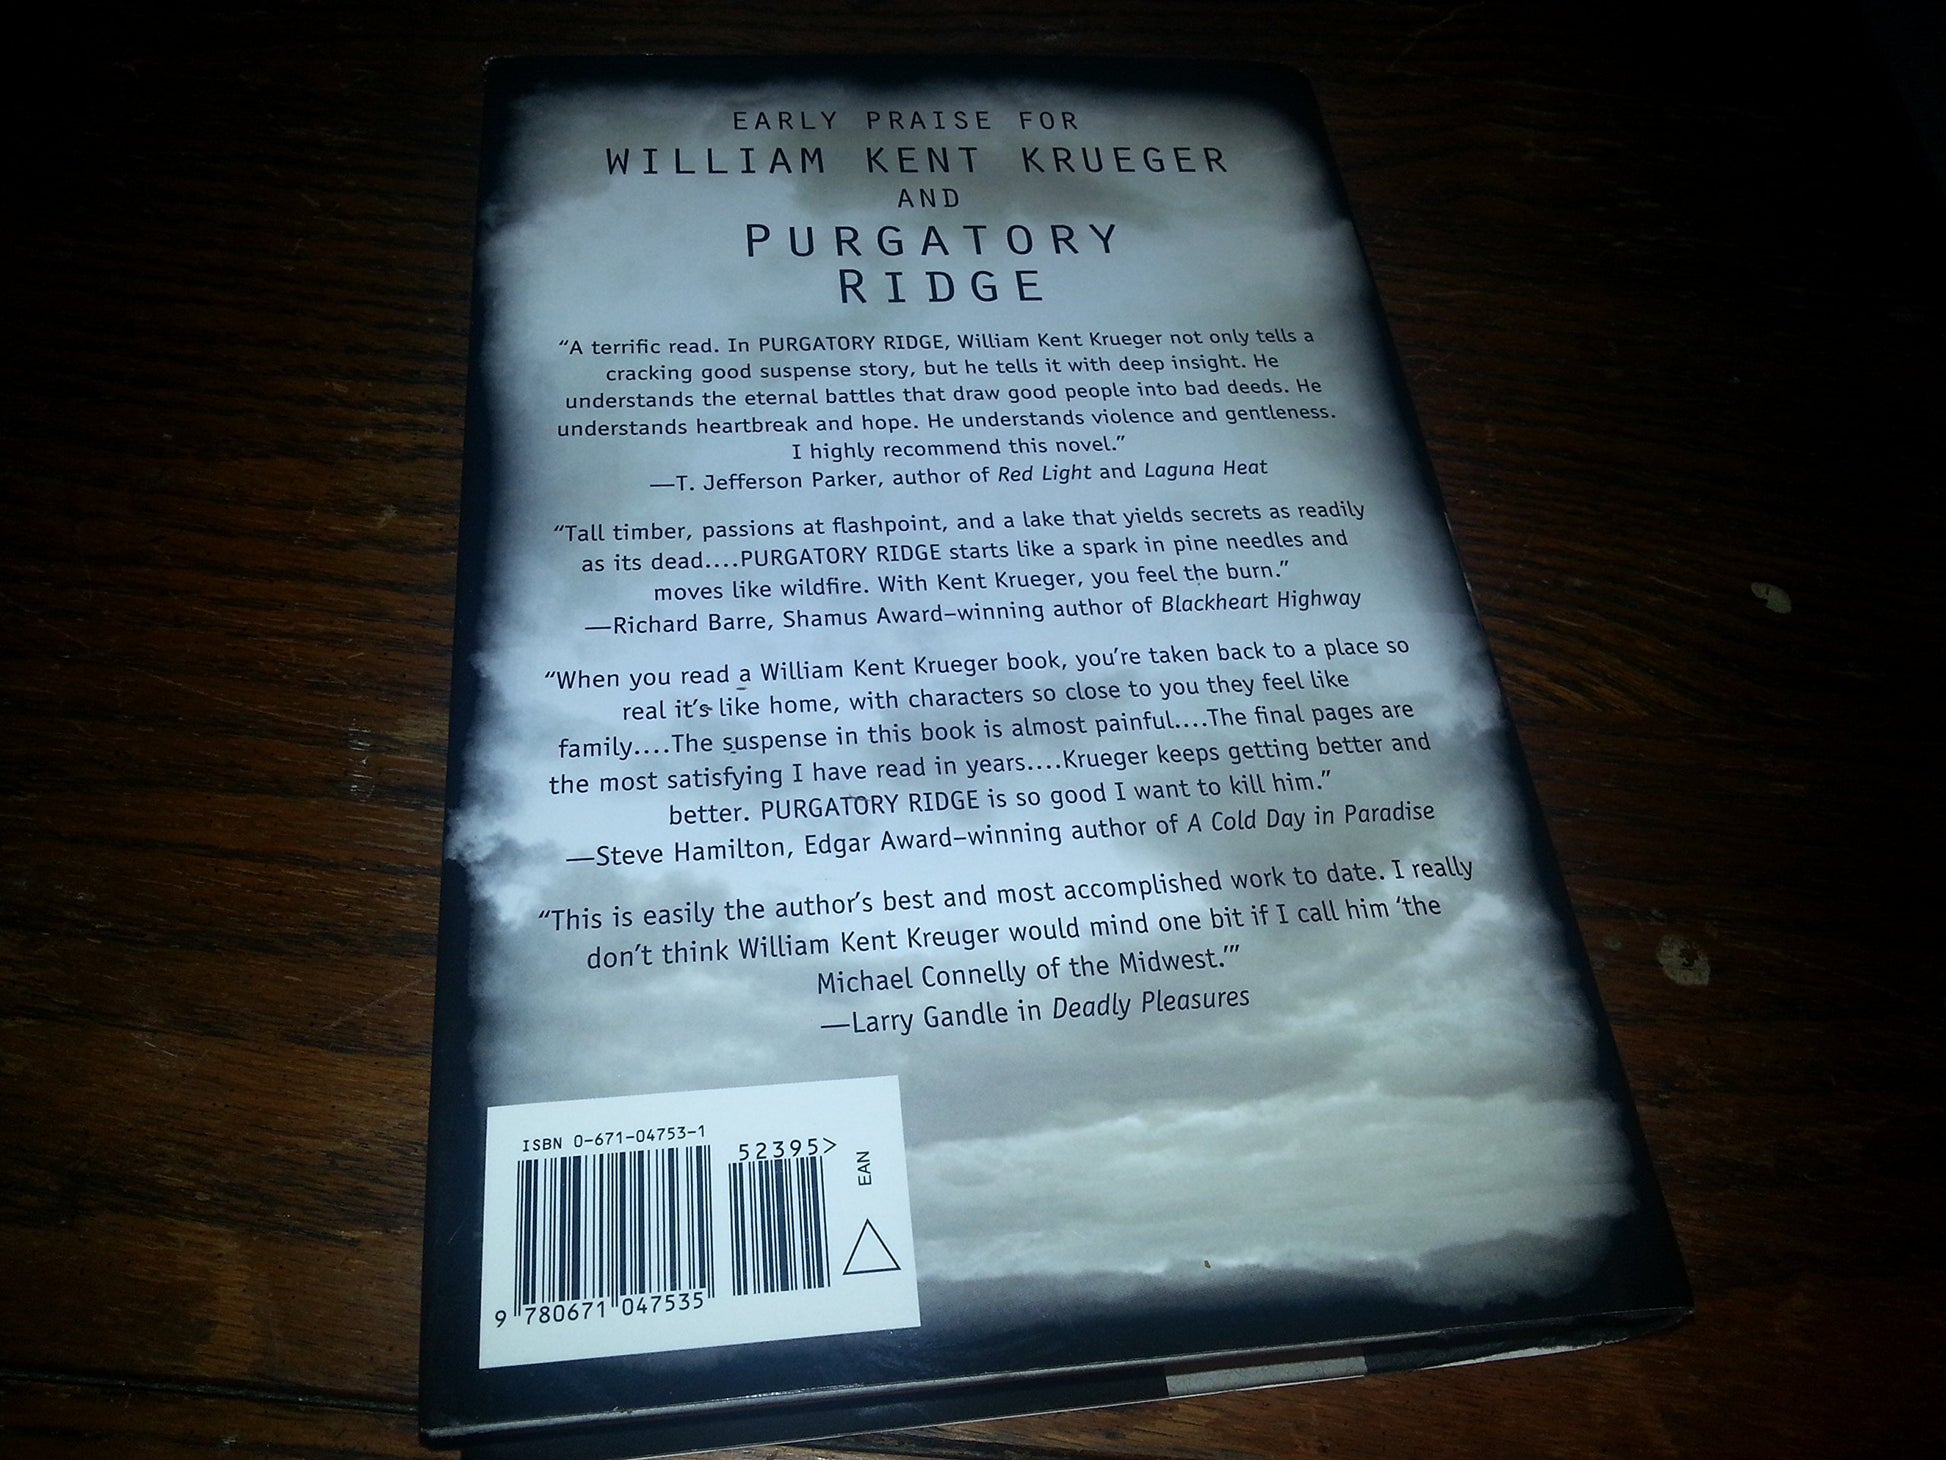 EARLY PRAISE FOR
WILLIAM KENT KRUEGER
AND
PURGATORY
RIDGE
“A terrific read. In PURGATORY RIDGE, William Kent Krueger not only tells a
cracking good suspense story, but he tells it with deep insight. He
understands the eternal battles that draw good people into bad deeds. He
understands heartbreak and hope. He understands violence and gentleness.
I highly recommend this novel.”
—T. Jefferson Parker, author of Red Light and Laguna Heat
“Tall timber, passions at flashpoint, and a lake that yields secrets as readily
as its dead....PURGATORY RIDGE starts like a spark in pine needles and
moves like wildfire. With Kent Krueger, you feel the burn.”
—Richard Barre, Shamus Award–winning author of Blackheart Highway
“When you read a William Kent Krueger book, you’re taken back to a place so
real it’s like home, with characters so close to you they feel like
family....The suspense in this book is almost painful....The final pages are
the most satisfying I have read in years....Krueger keeps getting better and
better. PURGATORY RIDGE is so good I want to kill him.”
—Steve Hamilton, Edgar Award–winning author of A Cold Day in Paradise
“This is easily the author’s best and most accomplished work to date. I really
don’t think William Kent Kreuger would mind one bit if I call him ‘the
Michael Connelly of the Midwest.’”
—Larry Gandle in Deadly Pleasures
ISBN 0-671-04753-1
52395>
EAN
9 780671 047535